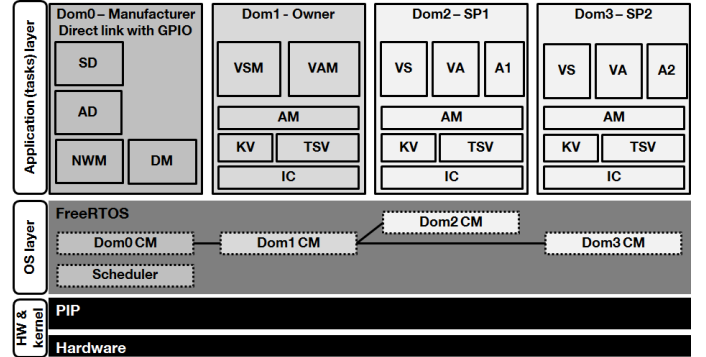 Application (tasks) layer
Dom0 – Manufacturer
Direct link with GPIO
SD
AD
NWM
DM
Dom1 - Owner
VSM
VAM
AM
KV
TSV
IC
Dom2 – SP1
VS
VA
A1
AM
KV
TSV
IC
Dom3 – SP2
VS
VA
A2
AM
KV
TSV
IC
OS layer
FreeRTOS
Dom0 CM
Dom1 CM
Dom2 CM
Dom3 CM
Scheduler
HW &
kernel
PIP
Hardware